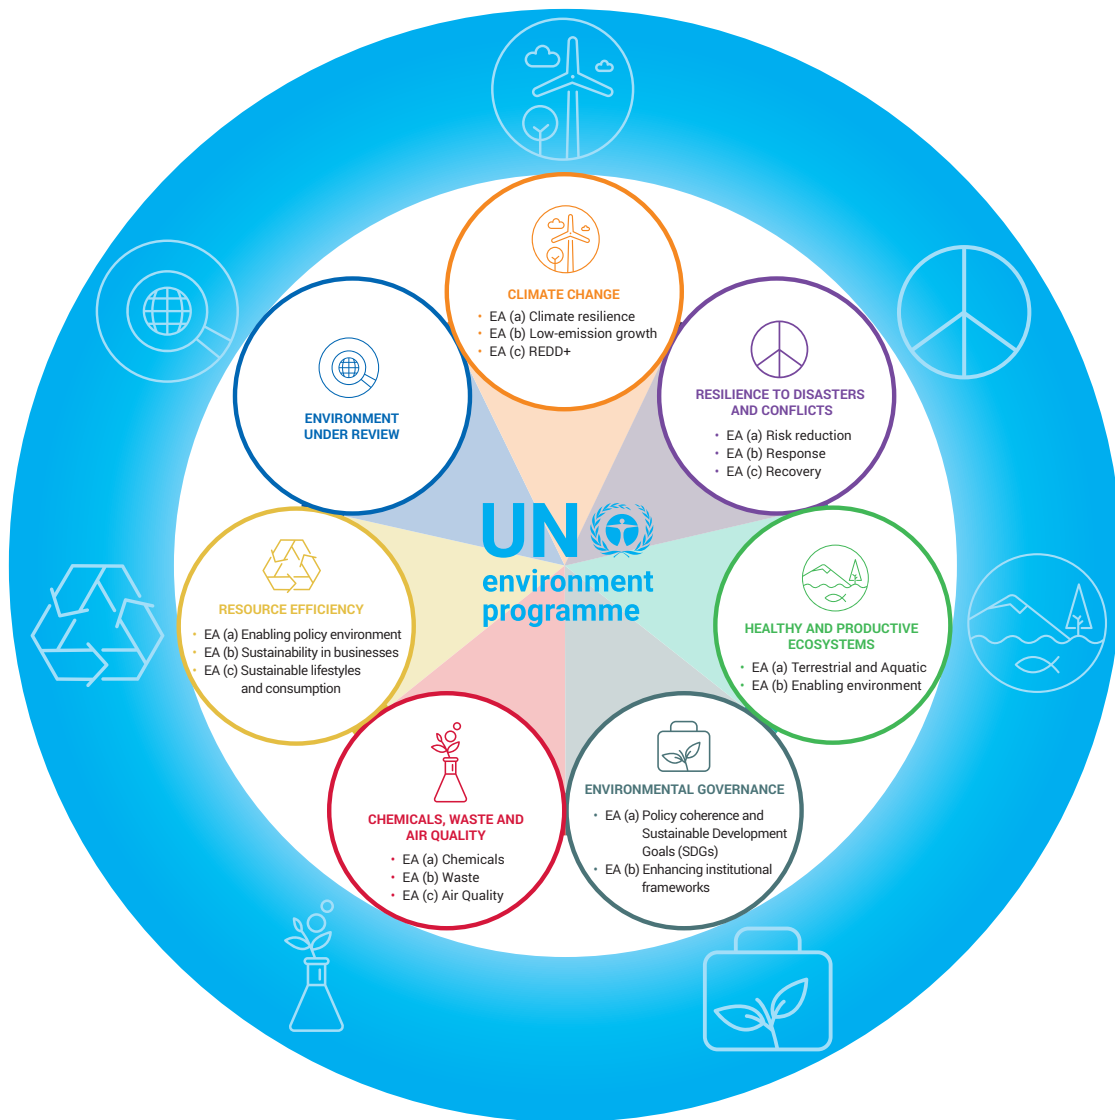 CLIMATE CHANGE
• EA (a) Climate resilience
• EA (b) Low-emission growth
• EA (c) REDD+
RESILIENCE TO DISASTERS
AND CONFLICTS
• EA (a) Risk reduction
• EA (b) Response
• EA (c) Recovery
HEALTHY AND PRODUCTIVE
ECOSYSTEMS
• EA (a) Terrestrial and Aquatic
• EA (b) Enabling environment
ENVIRONMENTAL GOVERNANCE
• EA (a) Policy coherence and
Sustainable Development
Goals (SDGs)
• EA (b) Enhancing institutional
frameworks
CHEMICALS, WASTE AND
AIR QUALITY
• EA (a) Chemicals
• EA (b) Waste
• EA (c) Air Quality
RESOURCE EFFICIENCY
• EA (a) Enabling policy environment
• EA (b) Sustainability in businesses
• EA (c) Sustainable lifestyles
and consumption
ENVIRONMENT
UNDER REVIEW
UN
environment
programme